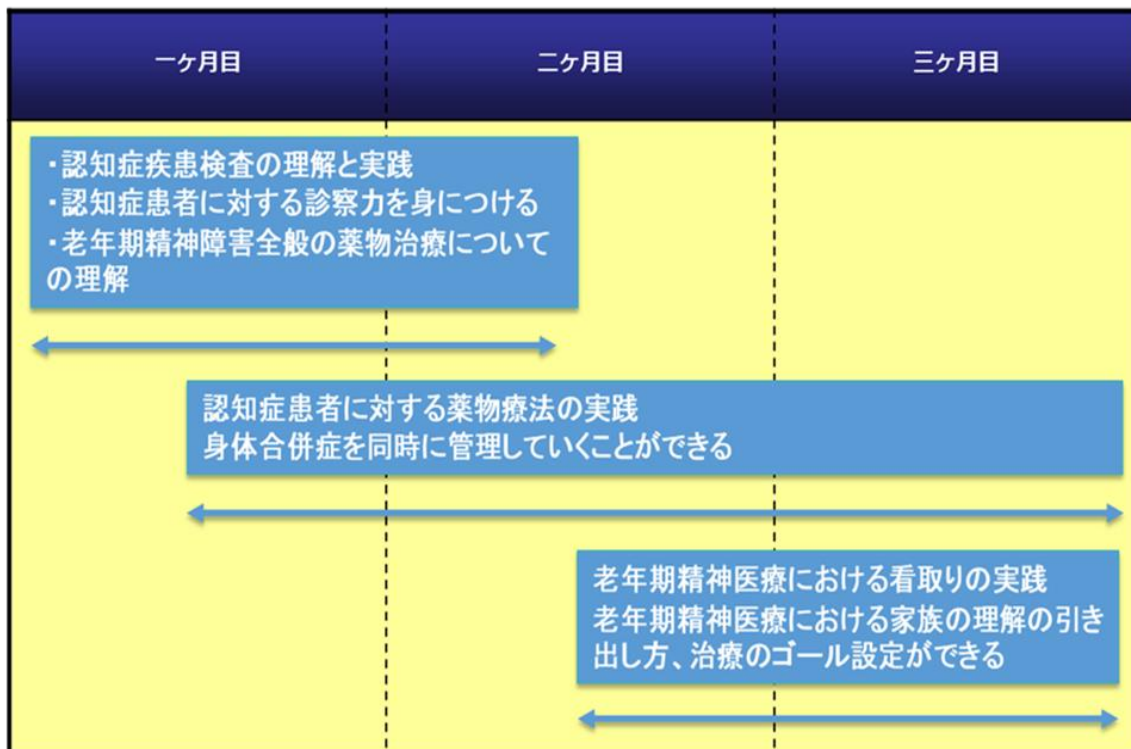 一ヶ月目
二ヶ月目
三ヶ月目
・認知症疾患検査の理解と実践
・認知症患者に対する診察力を身につける
・老年期精神障害全般の薬物治療について
の理解
認知症患者に対する薬物療法の実践
身体合併症を同時に管理していくことができる
老年期精神医療における看取りの実践
老年期精神医療における家族の理解の引き
出し方、治療のゴール設定ができる